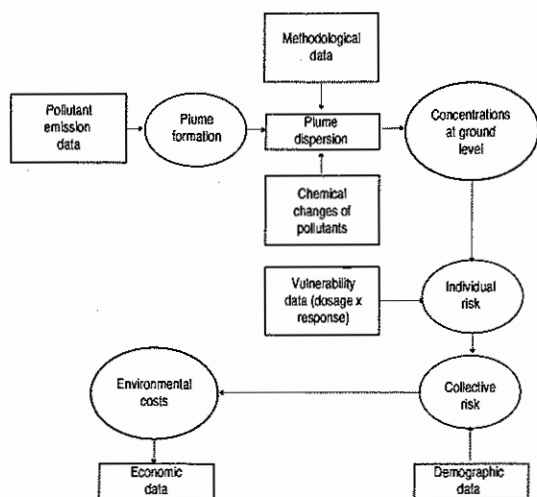 Methodological
data
Pollutant
emission
data
Plume
formation
Plume
dispersion
Concentrations
at ground
level
Chemical
changes of
pollutants
Vulnerability
data (dosage x
response)
Individual
risk
Environmental
costs
Collective
risk
Economic
data
Demographic
data